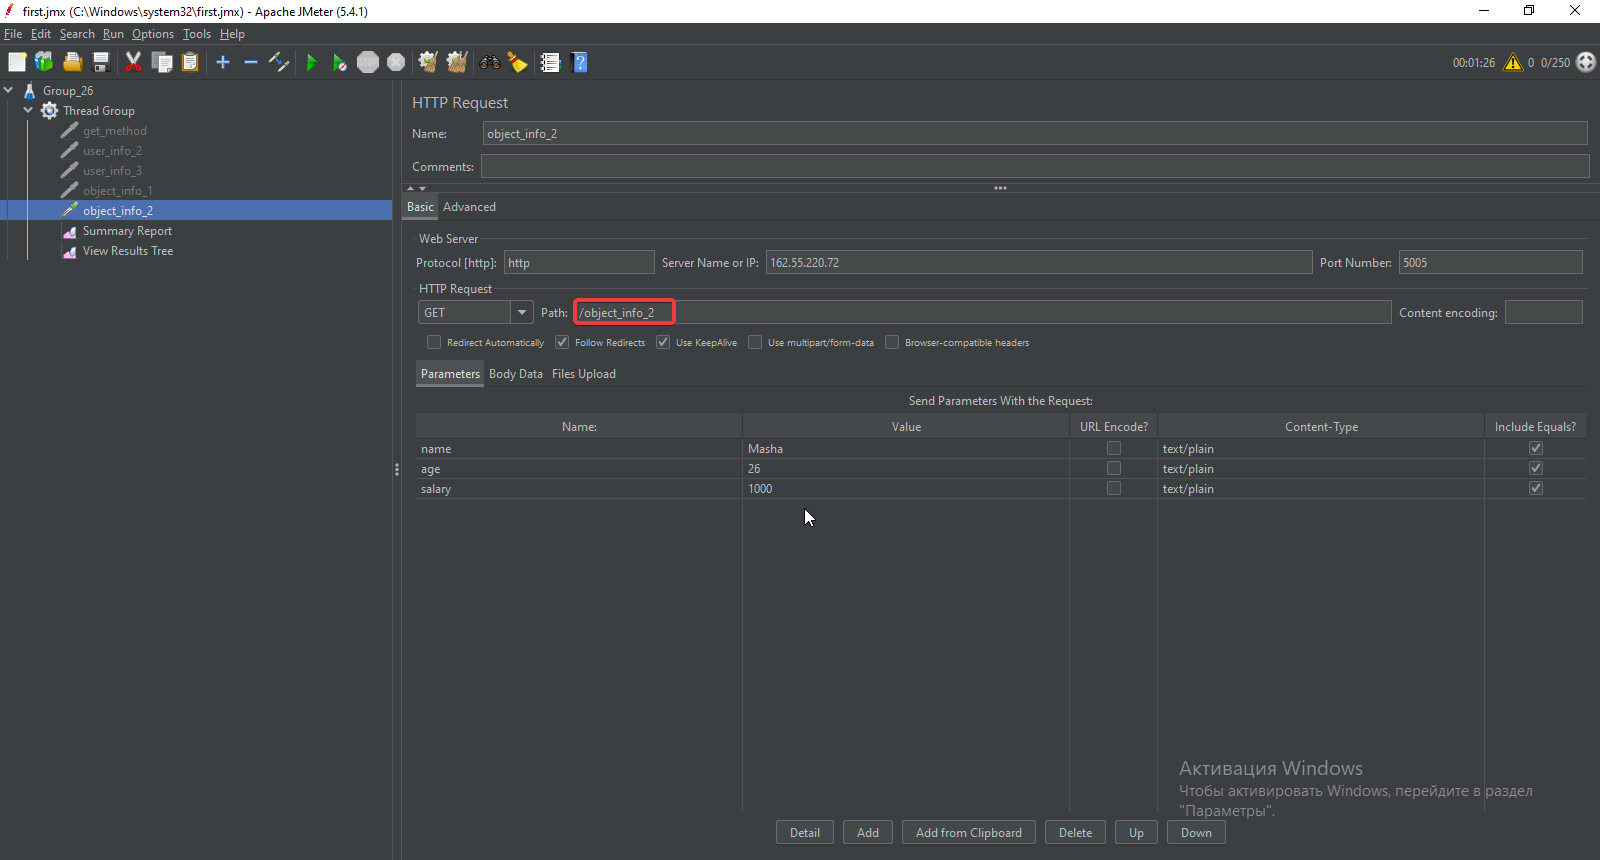 first.jmx (C:\Windows\system32\first.jmx) - Apache JMeter (5.4.1)
File Edit Search Run Options Tools Help
STOP
00:01:26 0 0/250
Group_26
Thread Group
get_method
user_info_2
user_info_3
object_info_1
object_info_2
Summary Report
View Results Tree
HTTP Request
Name: object_info_2
Comments:
Basic Advanced
Web Server
Protocol [http]: http Server Name or IP: 162.55.220.72 Port Number: 5005
HTTP Request
GET Path: /object_info_2 Content encoding:
Redirect Automatically Follow Redirects Use KeepAlive Use multipart/form-data Browser-compatible headers
Parameters Body Data Files Upload
Send Parameters With the Request:
Name: Value URL Encode? Content-Type Include Equals?
name Masha text/plain
age 26 text/plain
salary 1000 text/plain
Активация Windows
Чтобы активировать Windows, перейдите в раздел
"Параметры".
Detail Add Add from Clipboard Delete Up Down